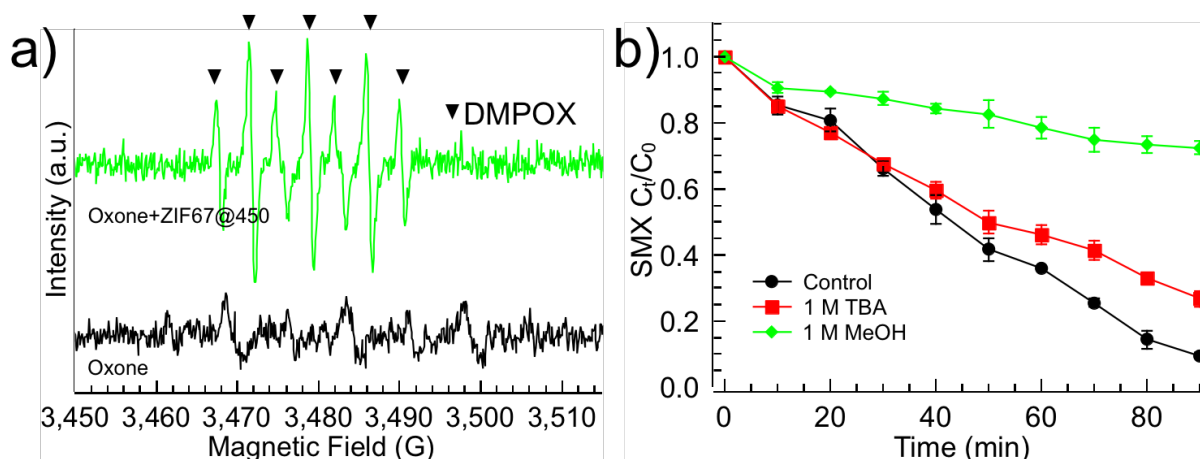 a)
▼DMPOX
Intensity (a.u.)
Oxone+ZIF67@450
Oxone
3,450 3,460 3,470 3,480 3,490 3,500 3,510
Magnetic Field (G)
b)
SMX Cₜ/C₀
1.0
0.8
0.6
0.4
0.2
0.0
Control
1 M TBA
1 M MeOH
0 20 40 60 80
Time (min)